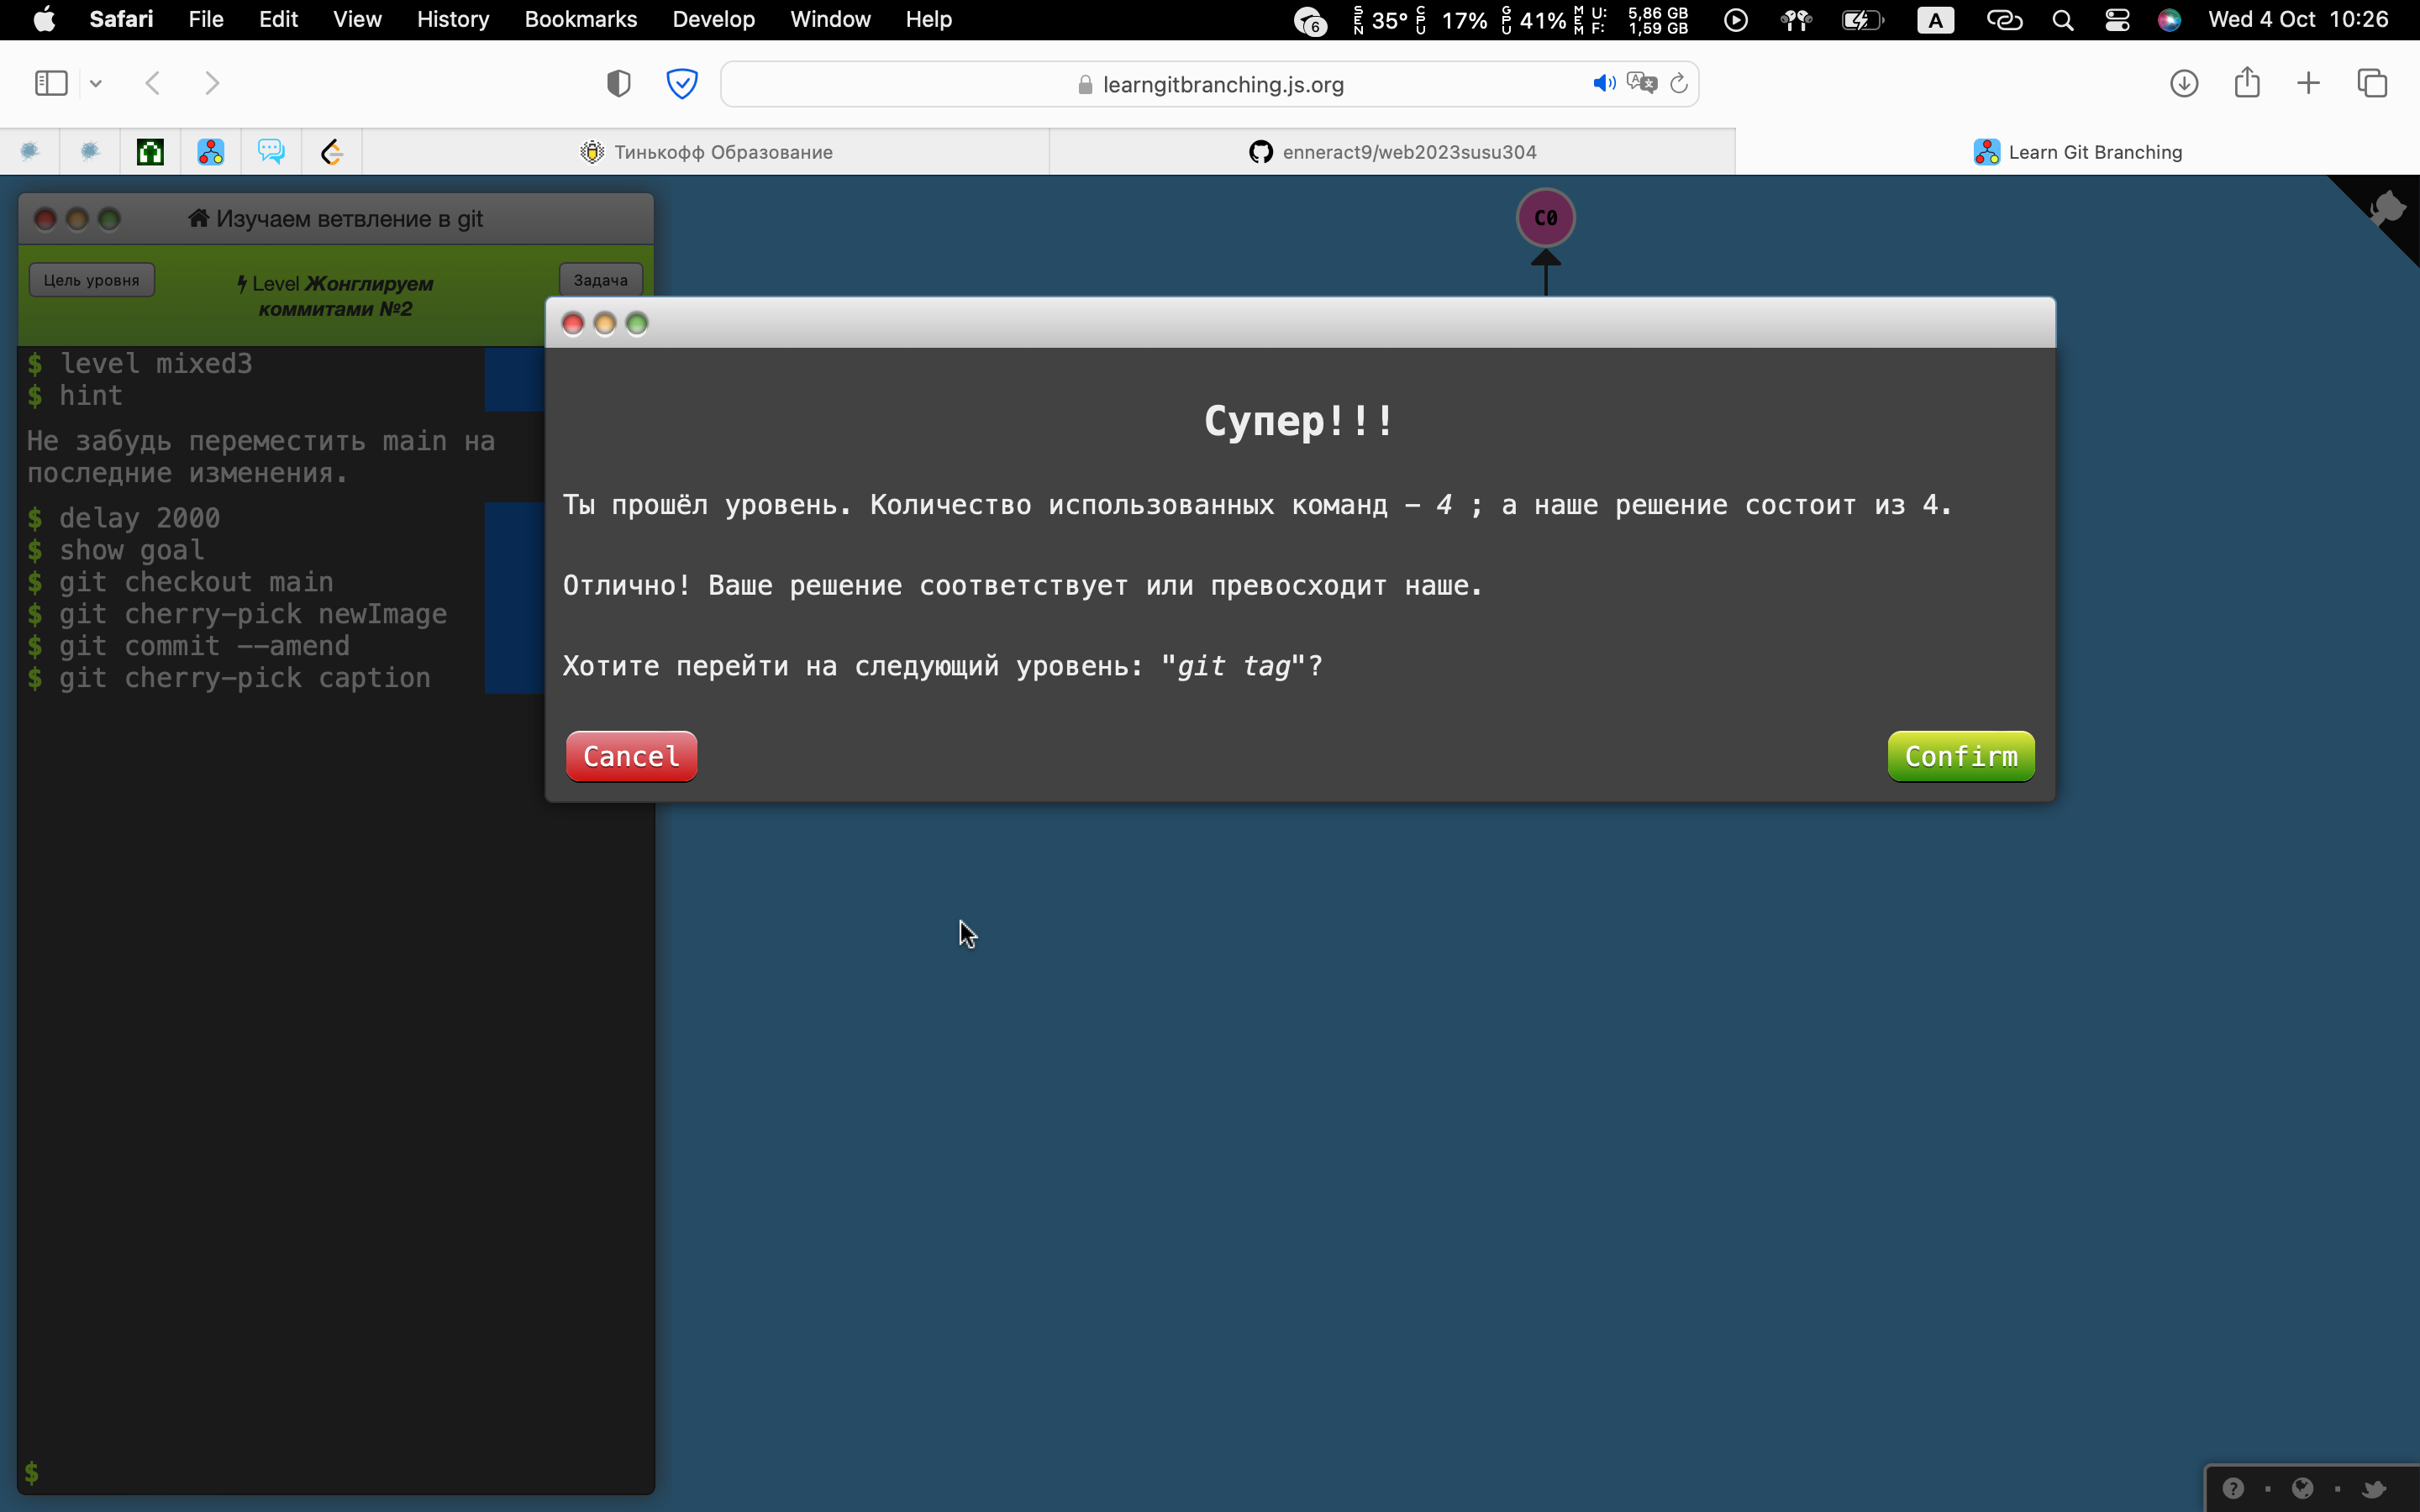 Safari File Edit View History Bookmarks Develop Window Help
6 SEN 35° CPU 17% GPU 41% MEM U: 5,86 GB F: 1,59 GB A Wed 4 Oct 10:26
learngitbranching.js.org
Тинькофф Образование
enneract9/web2023susu304
Learn Git Branching
Изучаем ветвление в git
C0
Цель уровня
Level Жонглируем
коммитами №2
Задача
$ level mixed3
$ hint
Не забудь переместить main на
последние изменения.
$ delay 2000
$ show goal
$ git checkout main
$ git cherry-pick newImage
$ git commit --amend
$ git cherry-pick caption
$
Супер!!!
Ты прошёл уровень. Количество использованных команд – 4 ; а наше решение состоит из 4.
Отлично! Ваше решение соответствует или превосходит наше.
Хотите перейти на следующий уровень: "git tag"?
Cancel
Confirm